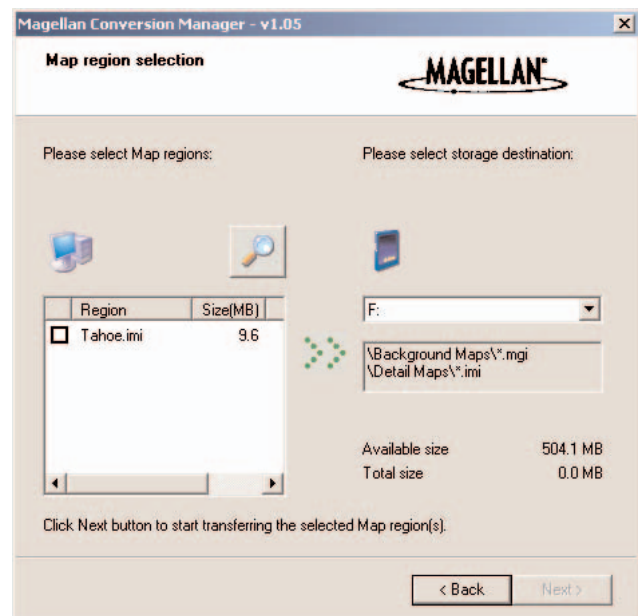 Magellan Conversion Manager - v1.05
Map region selection
MAGELLAN®
Please select Map regions:
Please select storage destination:
Region Size(MB)
Tahoe.imi 9.6
F:
\Background Maps\*.mgi
\Detail Maps\*.imi
Available size 504.1 MB
Total size 0.0 MB
Click Next button to start transferring the selected Map region(s).
< Back Next >